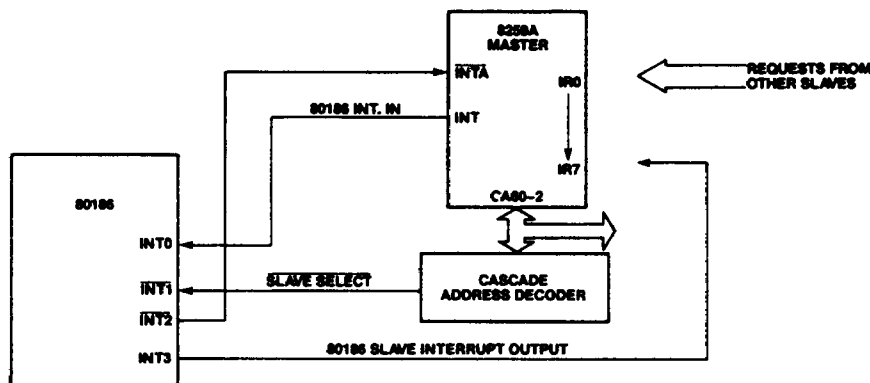 8259A
MASTER
INTA
IR0
REQUESTS FROM
OTHER SLAVES
80186 INT. IN
INT
IR7
80186
CAS0-2
INT0
SLAVE SELECT
CASCADE
ADDRESS DECODER
INT1
INT2
80186 SLAVE INTERRUPT OUTPUT
INT3